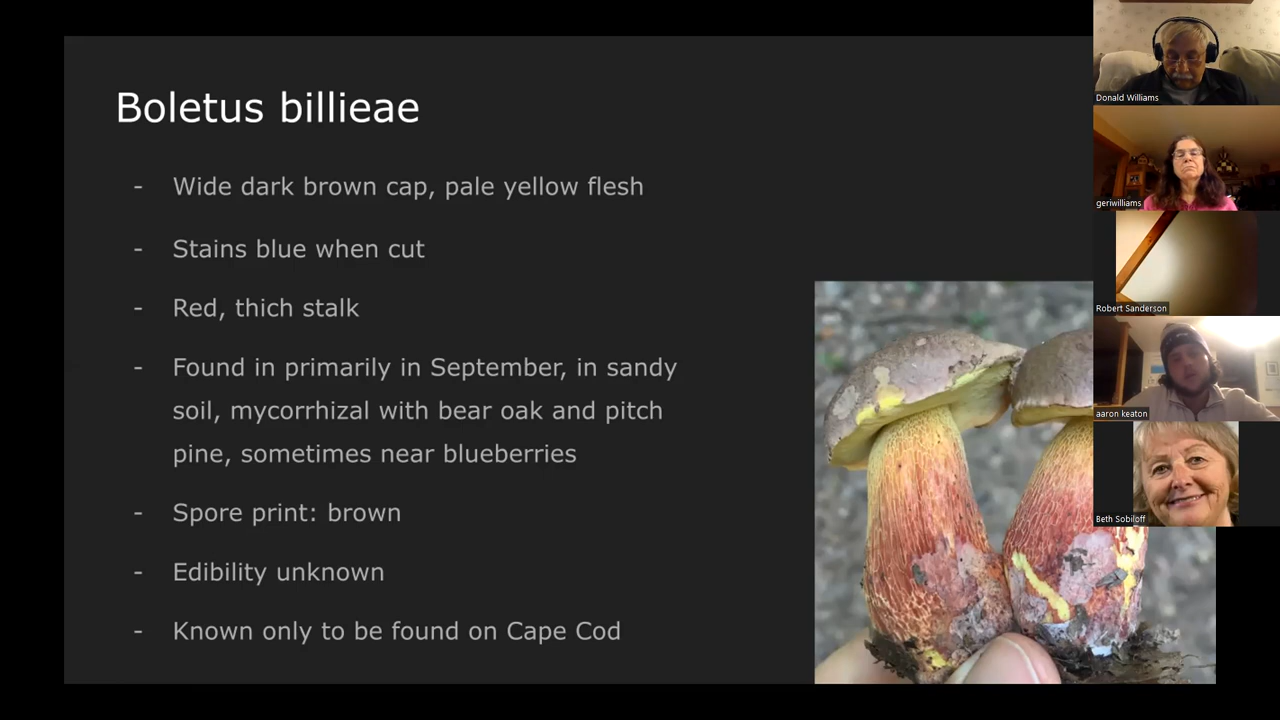 Boletus billieae
- Wide dark brown cap, pale yellow flesh
- Stains blue when cut
- Red, thich stalk
- Found in primarily in September, in sandy
soil, mycorrhizal with bear oak and pitch
pine, sometimes near blueberries
- Spore print: brown
- Edibility unknown
- Known only to be found on Cape Cod
Donald Williams
geriwilliams
Robert Sanderson
aaron keaton
Beth Sobiloff